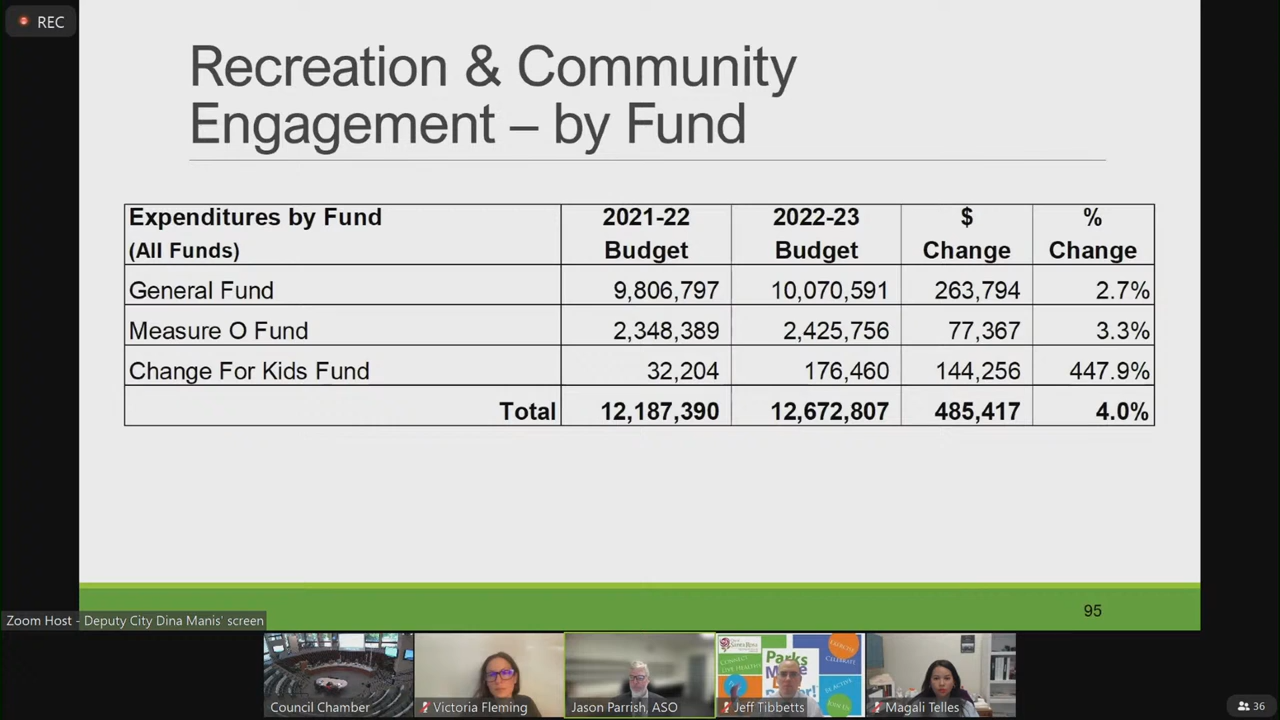 REC
Recreation & Community
Engagement – by Fund
Expenditures by Fund
(All Funds)
2021-22
Budget
2022-23
Budget
$
Change
%
Change
General Fund 9,806,797 10,070,591 263,794 2.7%
Measure O Fund 2,348,389 2,425,756 77,367 3.3%
Change For Kids Fund 32,204 176,460 144,256 447.9%
Total 12,187,390 12,672,807 485,417 4.0%
95
Zoom Host - Deputy City Dina Manis' screen
Council Chamber
Victoria Fleming
Jason Parrish, ASO
Parks
Jeff Tibbetts
CELEBRATE
Magali Telles
36